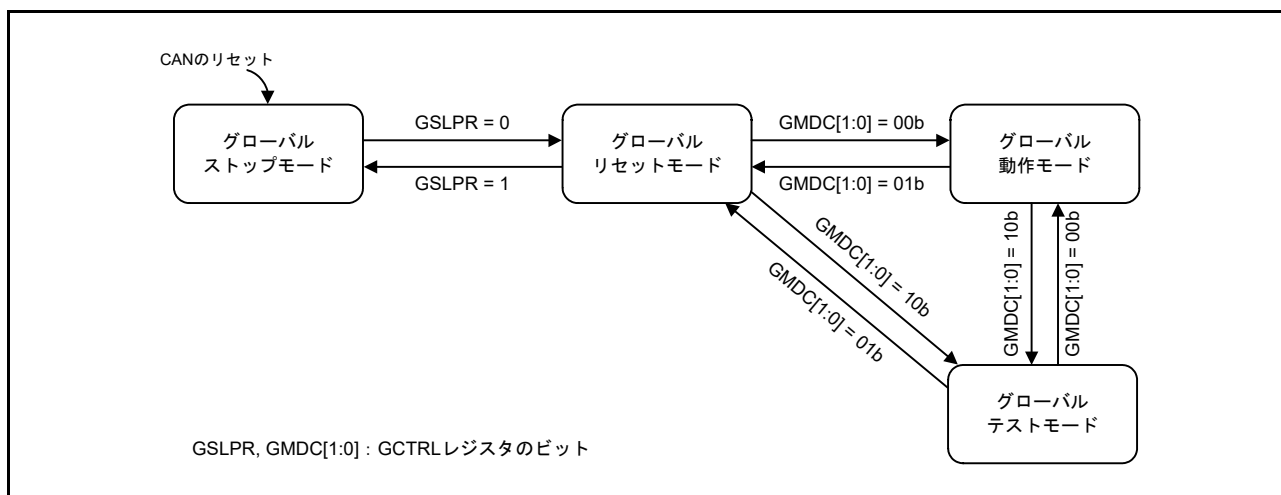 CANのリセット
グローバル
ストップモード
GSLPR = 0
GSLPR = 1
グローバル
リセットモード
GMDC[1:0] = 00b
GMDC[1:0] = 01b
グローバル
動作モード
GMDC[1:0] = 10b
GMDC[1:0] = 01b
GMDC[1:0] = 10b
GMDC[1:0] = 00b
グローバル
テストモード
GSLPR, GMDC[1:0] : GCTRLレジスタのビット